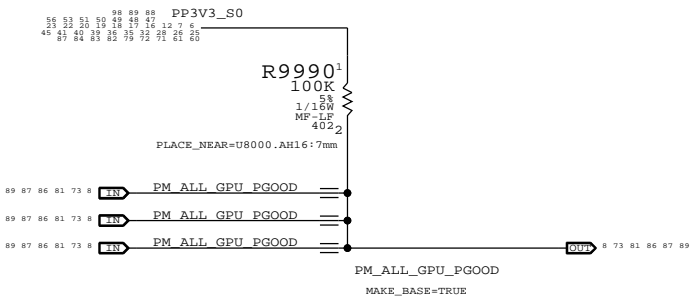 98 89 88 PP3V3_S0
56 53 51 50 49 48 47
23 22 20 19 18 17 16 12 7 6
45 41 40 39 36 35 32 28 26 25
87 84 83 82 79 72 71 61 60
R9990 1
100K
5%
1/16W
MF-LF
402 2
PLACE_NEAR=U8000.AH16:7mm
89 87 86 81 73 8 IN PM_ALL_GPU_PGOOD
89 87 86 81 73 8 IN PM_ALL_GPU_PGOOD
89 87 86 81 73 8 IN PM_ALL_GPU_PGOOD
OUT 8 73 81 86 87 89
PM_ALL_GPU_PGOOD
MAKE_BASE=TRUE